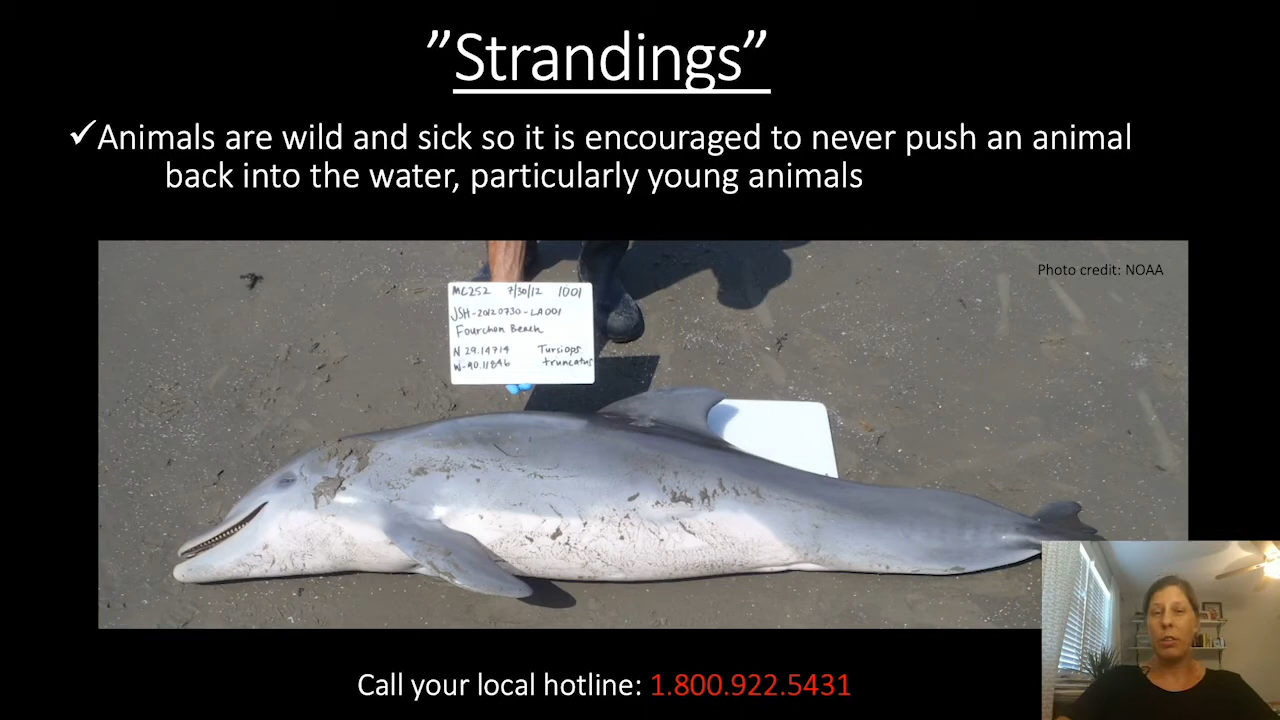 ”Strandings”
✓Animals are wild and sick so it is encouraged to never push an animal
back into the water, particularly young animals
Photo credit: NOAA
MC252 7/30/12 1001
JSH-20120730-LA001
Fourchon Beach
N 29.14714 Tursiops
W-90.11846 truncatus
Call your local hotline: 1.800.922.5431